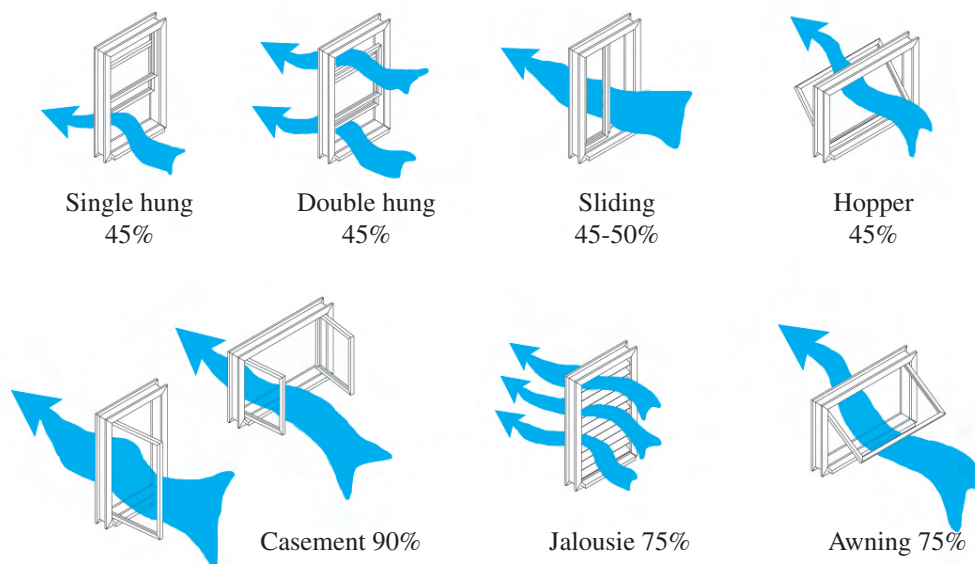 Single hung
45%
Double hung
45%
Sliding
45-50%
Hopper
45%
Casement 90%
Jalousie 75%
Awning 75%